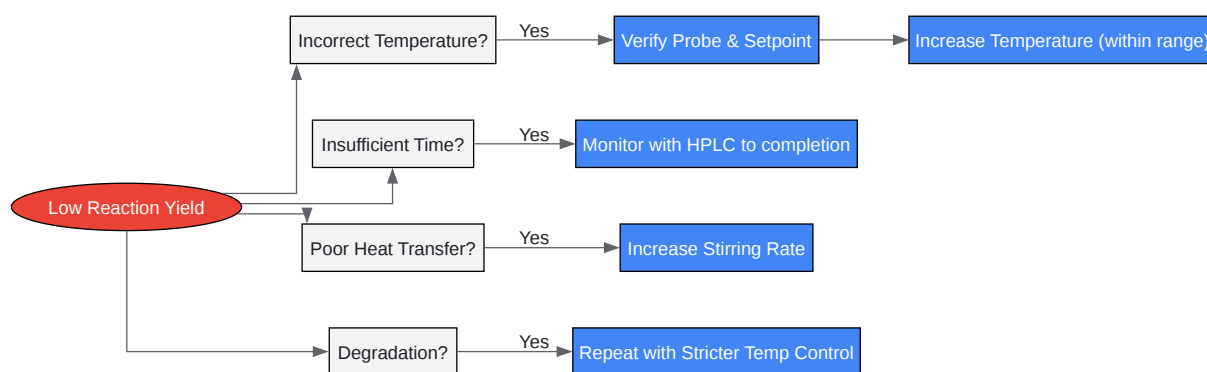 Incorrect Temperature?
Yes
Verify Probe & Setpoint
Increase Temperature (within range)
Insufficient Time?
Yes
Monitor with HPLC to completion
Low Reaction Yield
Poor Heat Transfer?
Yes
Increase Stirring Rate
Degradation?
Yes
Repeat with Stricter Temp Control